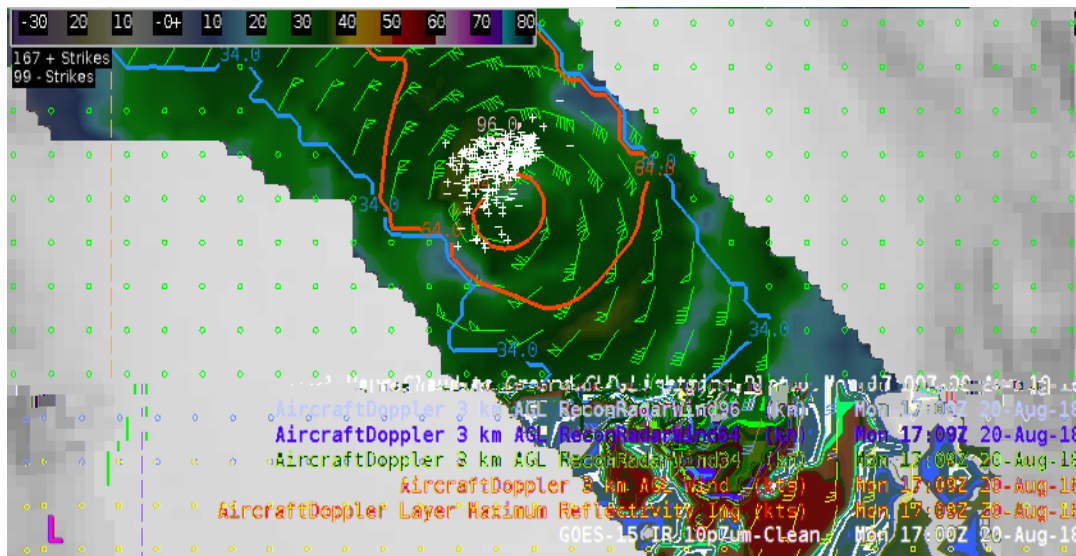 -30 20 10 -0+ 10 20 30 40 50 60 70 80
167 + Strikes
99 - Strikes
34.0
96.0
34.0
64.0
34.0
64.0
34.0
34.0
AircraftDoppler 3 km AGL ReconRadarWind96 (kn) Mon 17:09Z 20-Aug-18
AircraftDoppler 3 km AGL ReconRadarWind64 (kn) Mon 17:09Z 20-Aug-18
AircraftDoppler 3 km AGL ReconRadarWind34 (kn) Mon 17:09Z 20-Aug-18
AircraftDoppler 3 km AGL Wind (kts) Mon 17:09Z 20-Aug-18
AircraftDoppler Layer Maximum Reflectivity Img (kts) Mon 17:09Z 20-Aug-18
L
GOES-15 IR 10p7um-Clean Mon 17:00Z 20-Aug-18